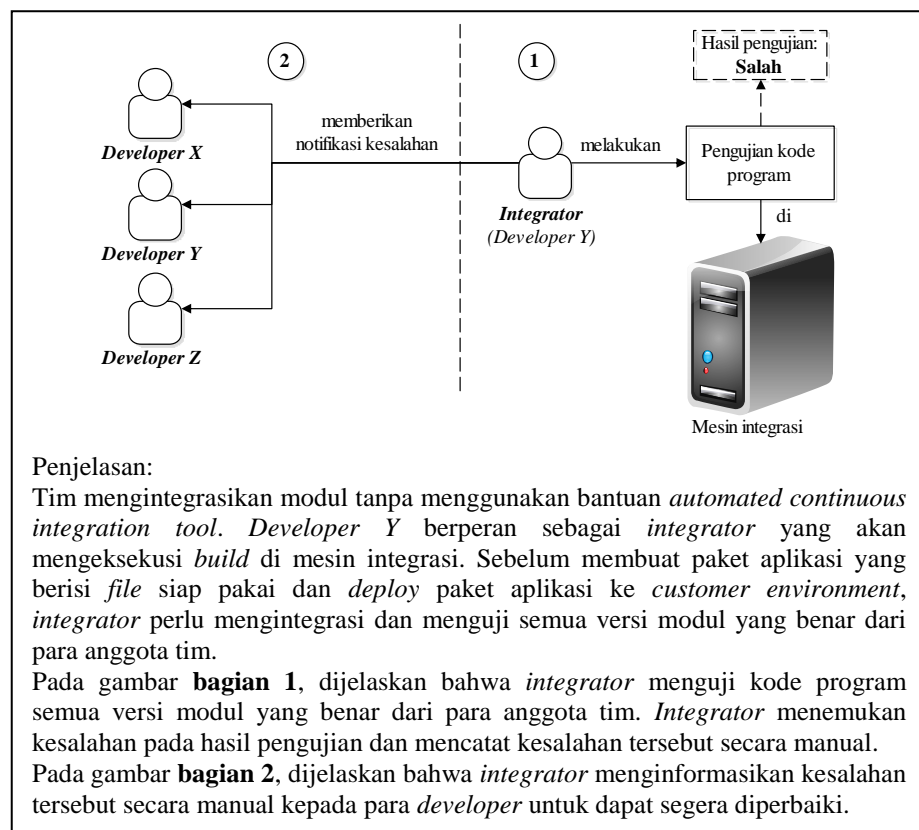 2
1
Hasil pengujian:
Salah
memberikan
notifikasi kesalahan
melakukan
Pengujian kode
program
Developer X
Integrator
(Developer Y)
di
Developer Y
Developer Z
Mesin integrasi
Penjelasan:
Tim mengintegrasikan modul tanpa menggunakan bantuan automated continuous
integration tool. Developer Y berperan sebagai integrator yang akan
mengeksekusi build di mesin integrasi. Sebelum membuat paket aplikasi yang
berisi file siap pakai dan deploy paket aplikasi ke customer environment,
integrator perlu mengintegrasi dan menguji semua versi modul yang benar dari
para anggota tim.
Pada gambar bagian 1, dijelaskan bahwa integrator menguji kode program
semua versi modul yang benar dari para anggota tim. Integrator menemukan
kesalahan pada hasil pengujian dan mencatat kesalahan tersebut secara manual.
Pada gambar bagian 2, dijelaskan bahwa integrator menginformasikan kesalahan
tersebut secara manual kepada para developer untuk dapat segera diperbaiki.